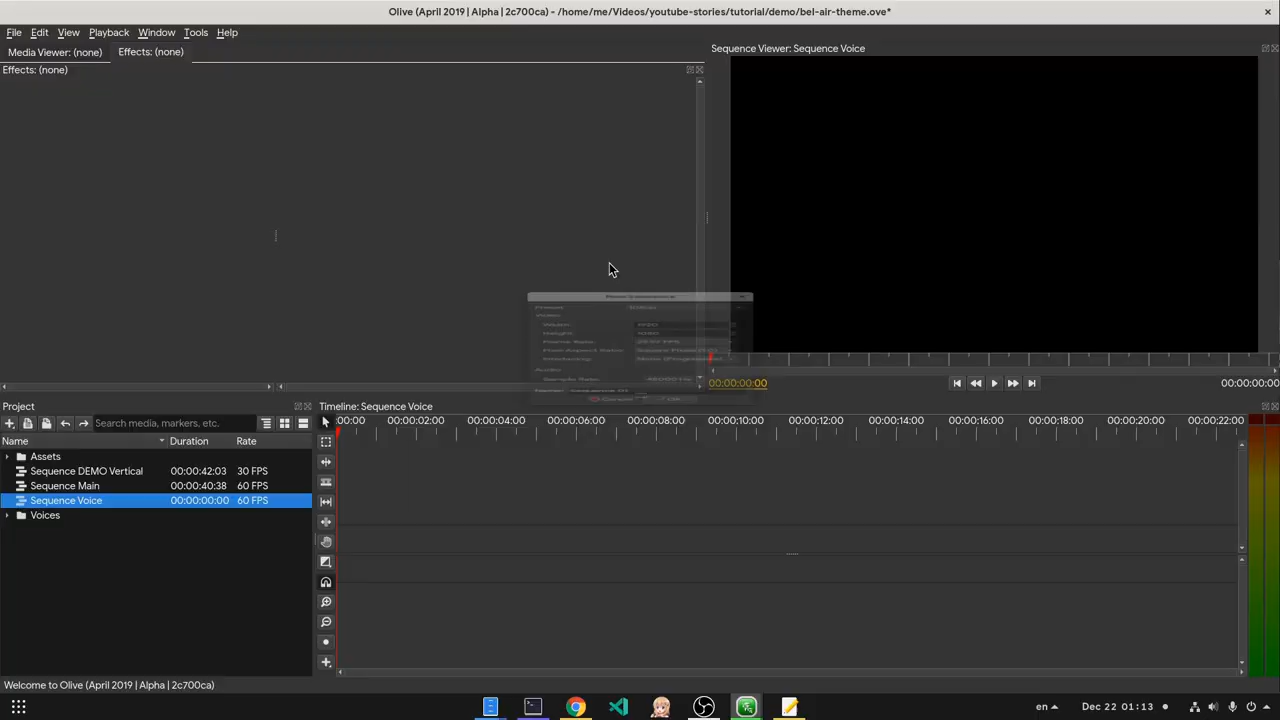 Olive (April 2019 | Alpha | 2c700ca) - /home/me/Videos/youtube-stories/tutorial/demo/bel-air-theme.ove*
File Edit View Playback Window Tools Help
Media Viewer: (none) Effects: (none)
Sequence Viewer: Sequence Voice
Effects: (none)
00:00:00:00
00:00:00:00
Project
Timeline: Sequence Voice
Search media, markers, etc.
00:00 00:00:02:00 00:00:04:00 00:00:06:00 00:00:08:00 00:00:10:00 00:00:12:00 00:00:14:00 00:00:16:00 00:00:18:00 00:00:20:00 00:00:22:00
Name Duration Rate
Assets
Sequence DEMO Vertical 00:00:42:03 30 FPS
Sequence Main 00:00:40:38 60 FPS
Sequence Voice 00:00:00:00 60 FPS
Voices
Welcome to Olive (April 2019 | Alpha | 2c700ca)
en Dec 22 01:13